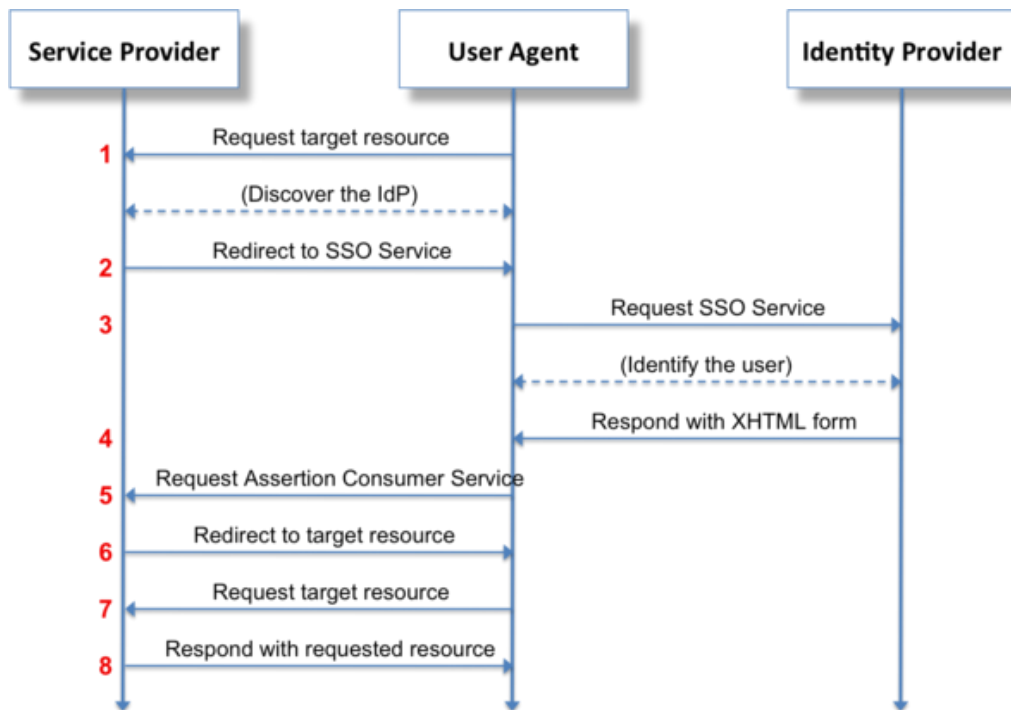 Service Provider
User Agent
Identity Provider
Request target resource
1
(Discover the IdP)
Redirect to SSO Service
2
Request SSO Service
3
(Identify the user)
Respond with XHTML form
4
Request Assertion Consumer Service
5
Redirect to target resource
6
Request target resource
7
Respond with requested resource
8